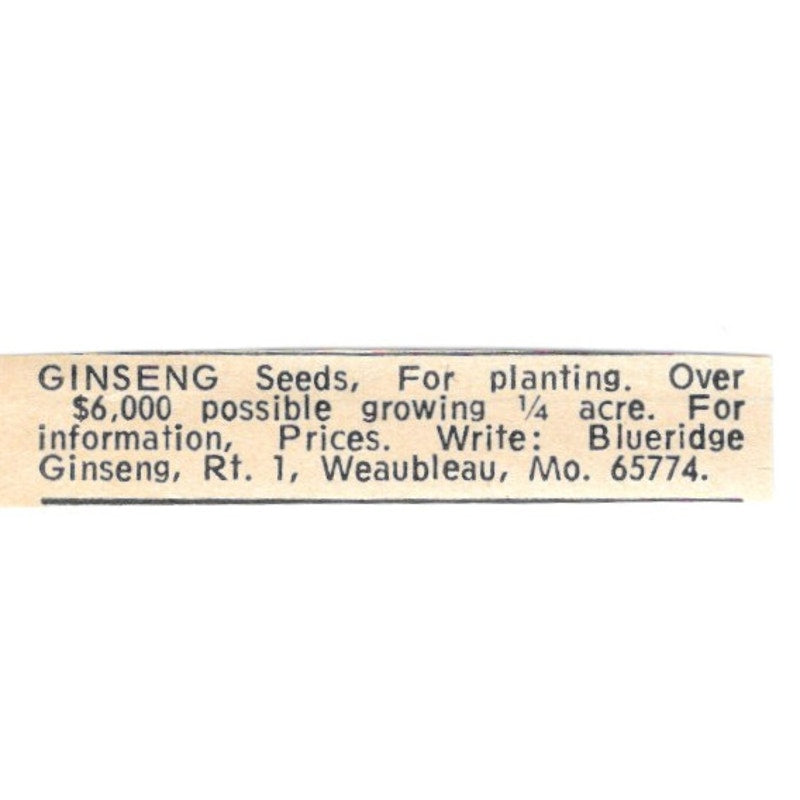 GINSENG Seeds, For planting. Over
$6,000 possible growing ¼ acre. For
information, Prices. Write: Blueridge
Ginseng, Rt. 1, Weaubleau, Mo. 65774.